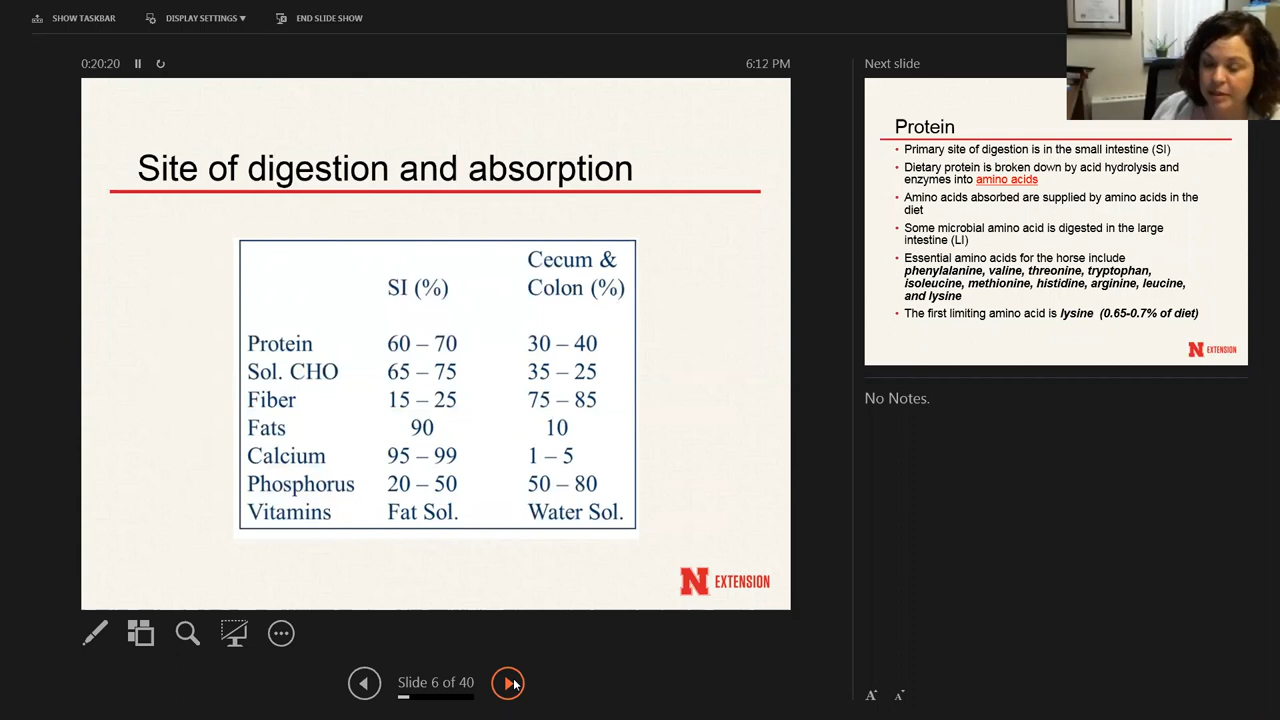 SHOW TASKBAR
DISPLAY SETTINGS ▼
END SLIDE SHOW
0:20:20
6:12 PM
Site of digestion and absorption
SI (%)
Cecum &
Colon (%)
Protein 60 – 70 30 – 40
Sol. CHO 65 – 75 35 – 25
Fiber 15 – 25 75 – 85
Fats 90 10
Calcium 95 – 99 1 – 5
Phosphorus 20 – 50 50 – 80
Vitamins Fat Sol. Water Sol.
N EXTENSION
Slide 6 of 40
Next slide
Protein
• Primary site of digestion is in the small intestine (SI)
• Dietary protein is broken down by acid hydrolysis and
enzymes into amino acids
• Amino acids absorbed are supplied by amino acids in the
diet
• Some microbial amino acid is digested in the large
intestine (LI)
• Essential amino acids for the horse include
phenylalanine, valine, threonine, tryptophan,
isoleucine, methionine, histidine, arginine, leucine,
and lysine
• The first limiting amino acid is lysine (0.65-0.7% of diet)
N EXTENSION
No Notes.
A A